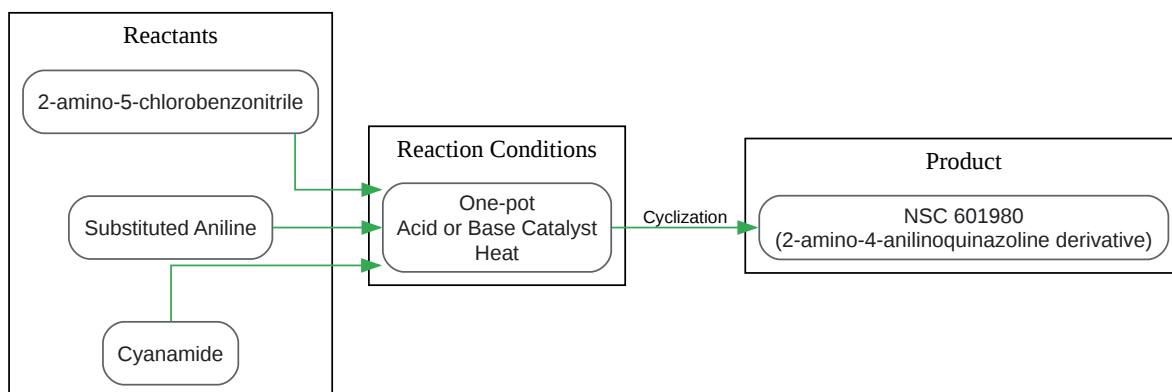 Reactants
2-amino-5-chlorobenzonitrile
Substituted Aniline
Cyanamide
Reaction Conditions
One-pot
Acid or Base Catalyst
Heat
Cyclization
Product
NSC 601980
(2-amino-4-anilinoquinazoline derivative)